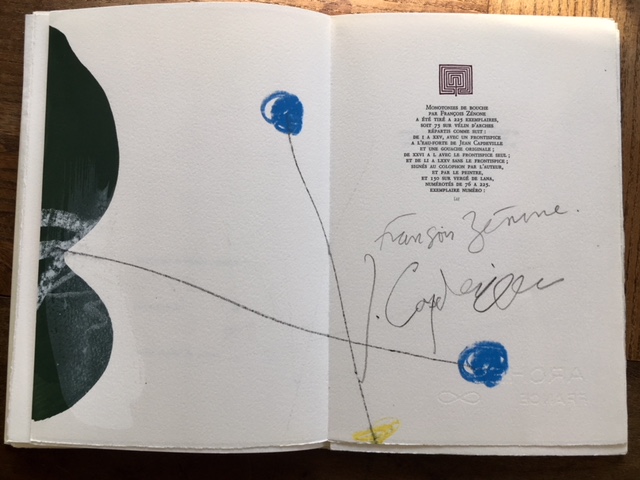 Monotonies de bouche
par François Zénone
a été tiré a 225 exemplaires,
soit 75 sur vélin d'arches
répartis comme suit :
de I a XXV, avec un frontispice
a l'eau-forte de Jean Capdeville
et une gouache originale ;
de XXVI a L avec le frontispice seul ;
et de LI a LXXV sans le frontispice ;
signés au colophon par l'auteur,
et par le peintre,
et 150 sur vergé de lana,
numérotés de 76 a 225.
exemplaire numéro :
François Zénone.
J. Capdeville
ARCHES
FRANCE